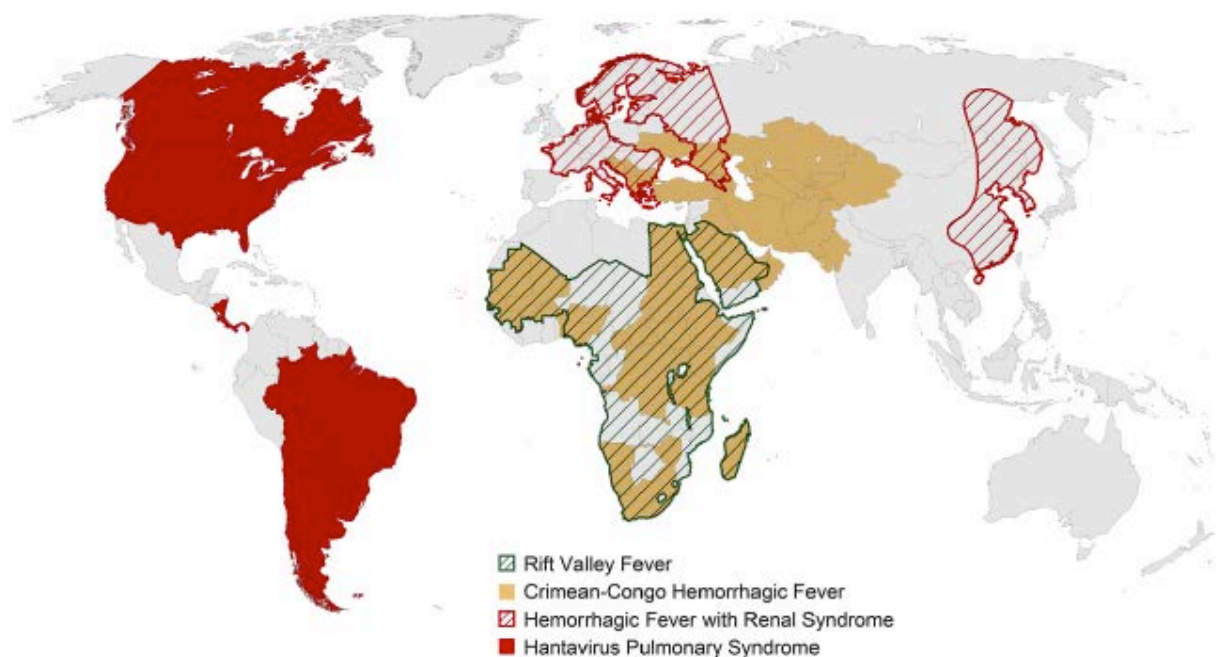 Rift Valley Fever
Crimean-Congo Hemorrhagic Fever
Hemorrhagic Fever with Renal Syndrome
Hantavirus Pulmonary Syndrome